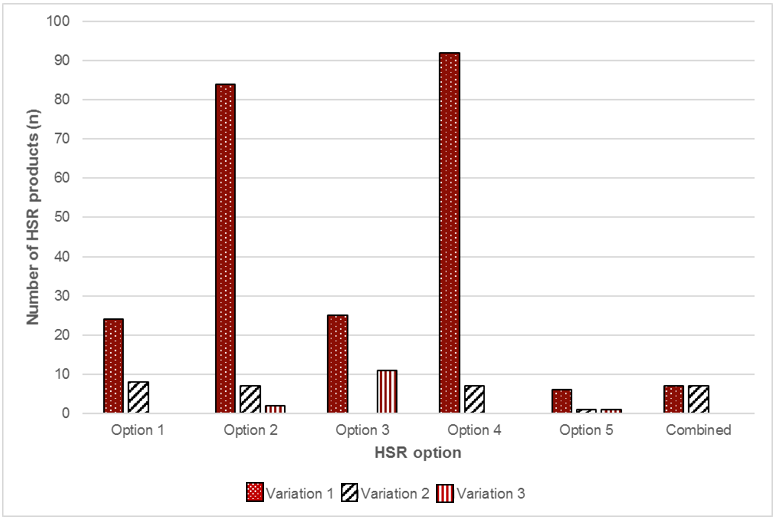 100
90
80
70
60
50
40
30
20
10
0
Number of HSR products (n)
Option 1 Option 2 Option 3 Option 4 Option 5 Combined
HSR option
Variation 1 Variation 2 Variation 3